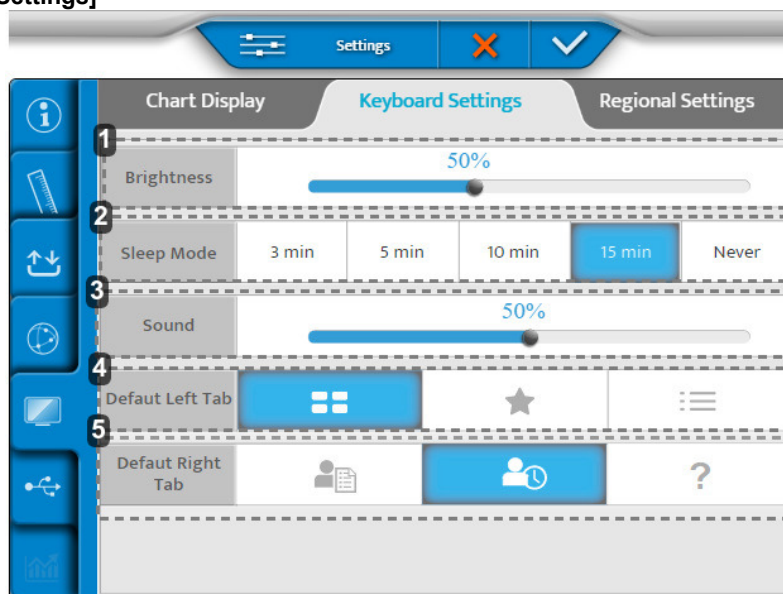 Settings]
Settings
Chart Display Keyboard Settings Regional Settings
1
Brightness 50%
2
Sleep Mode 3 min 5 min 10 min 15 min Never
3
Sound 50%
4
Defaut Left Tab
5
Defaut Right
Tab ?